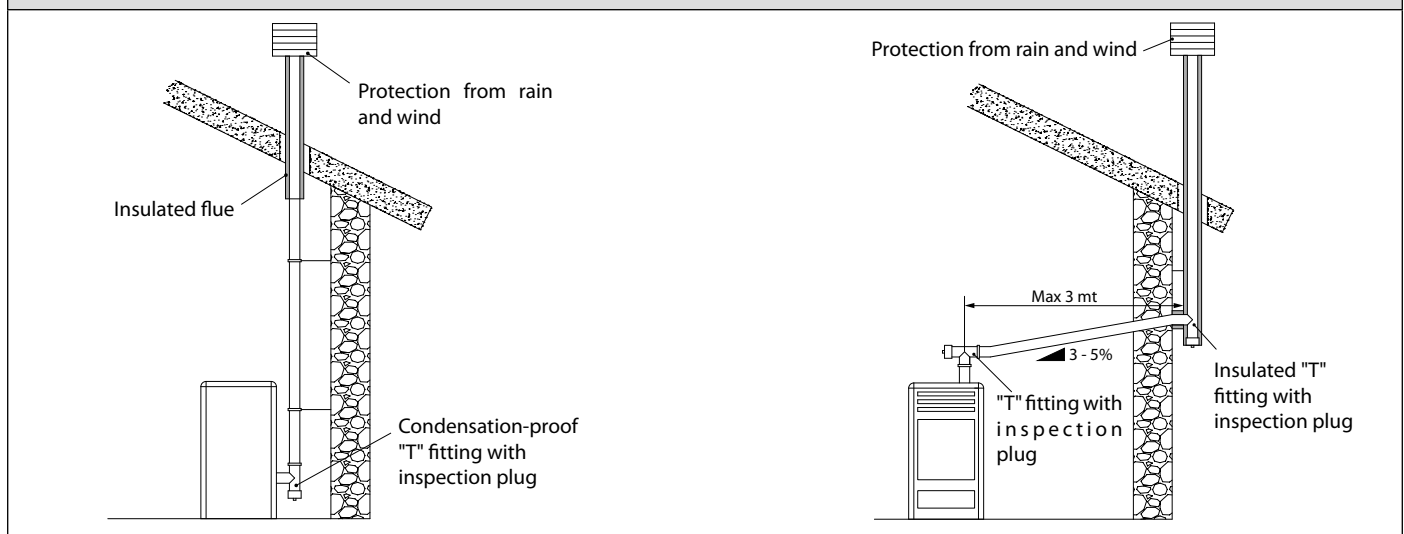 Protection from rain
and wind
Insulated flue
Condensation-proof
"T" fitting with
inspection plug
Protection from rain and wind
Max 3 mt
3 - 5%
"T" fitting with
inspection
plug
Insulated "T"
fitting with
inspection plug